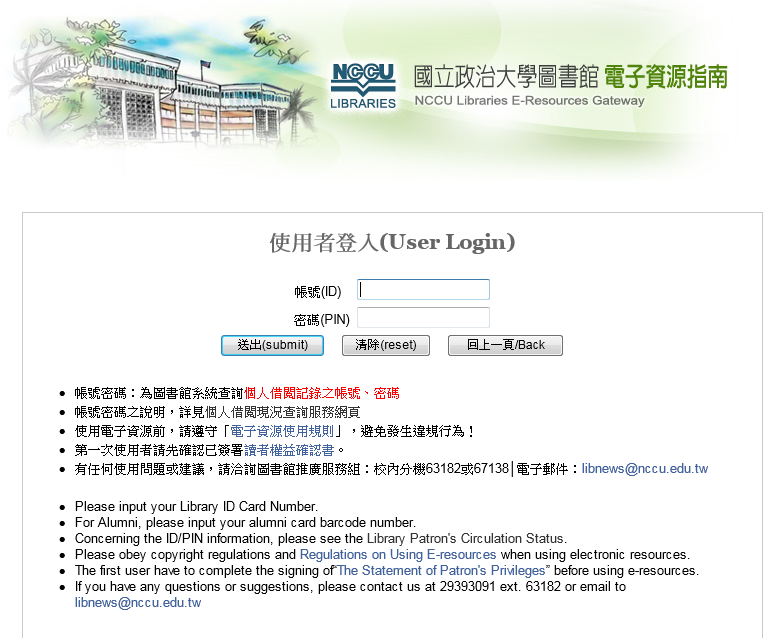 NCCU
LIBRARIES
國立政治大學圖書館 電子資源指南
NCCU Libraries E-Resources Gateway
使用者登入(User Login)
帳號(ID)
密碼(PIN)
送出(submit) 清除(reset) 回上一頁/Back
帳號密碼：為圖書館系統查詢個人借閱記錄之帳號、密碼
帳號密碼之說明，詳見個人借閱現況查詢服務網頁
使用電子資源前，請遵守「電子資源使用規則」，避免發生違規行為！
第一次使用者請先確認已簽署讀者權益確認書。
有任何使用問題或建議，請洽詢圖書館推廣服務組：校內分機63182或67138│電子郵件：libnews@nccu.edu.tw
Please input your Library ID Card Number.
For Alumni, please input your alumni card barcode number.
Concerning the ID/PIN information, please see the Library Patron's Circulation Status.
Please obey copyright regulations and Regulations on Using E-resources when using electronic resources.
The first user have to complete the signing of“The Statement of Patron's Privileges” before using e-resources.
If you have any questions or suggestions, please contact us at 29393091 ext. 63182 or email to
libnews@nccu.edu.tw